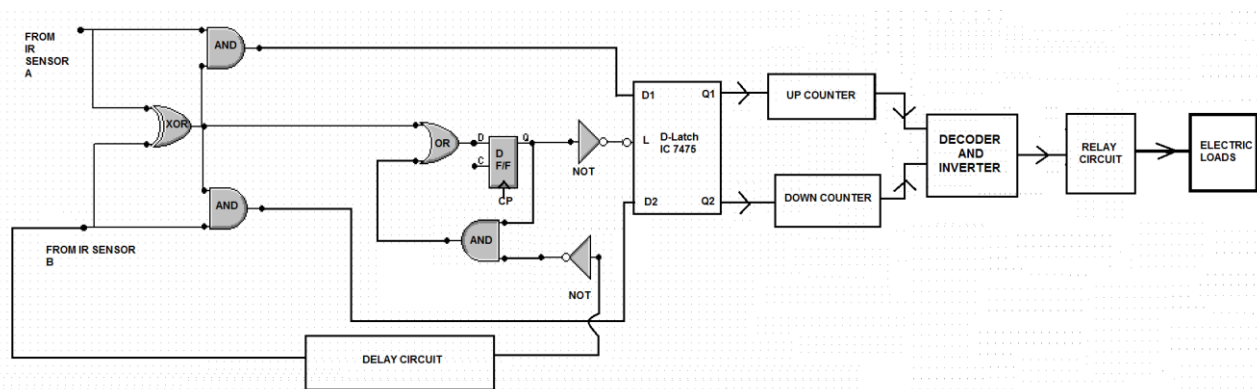 FROM
IR
SENSOR
A
AND
XOR
AND
FROM IR SENSOR
B
OR
D
Q
D
F/F
C
CP
NOT
AND
NOT
DELAY CIRCUIT
D1
Q1
D-Latch
IC 7475
L
D2
Q2
UP COUNTER
DOWN COUNTER
DECODER
AND
INVERTER
RELAY
CIRCUIT
ELECTRIC
LOADS